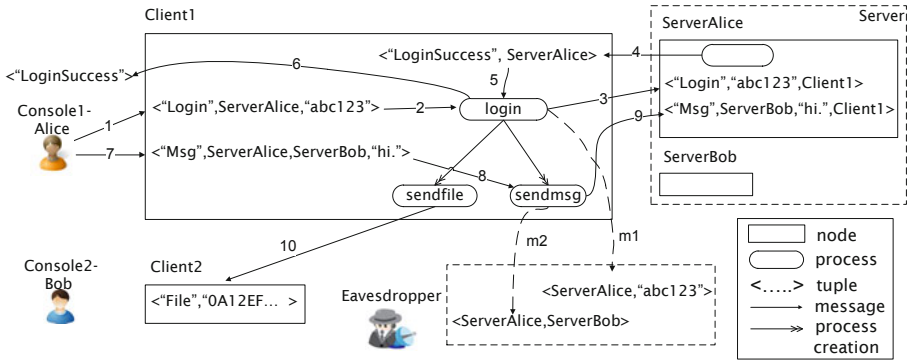 Client1
Server
ServerAlice
<“LoginSuccess”, ServerAlice>
4
<“LoginSuccess”>
6
5
Console1-
Alice
1
<“Login”,ServerAlice,“abc123”>
2
login
3
<“Login”,“abc123”,Client1>
<“Msg”,ServerBob,“hi.”,Client1>
9
7
<“Msg”,ServerAlice,ServerBob,“hi.”>
8
ServerBob
sendfile
sendmsg
10
m2
m1
node
process
<.....> tuple
message
process
creation
Console2-
Bob
Client2
<“File”,“0A12EF... >
Eavesdropper
<ServerAlice,“abc123”>
<ServerAlice,ServerBob>